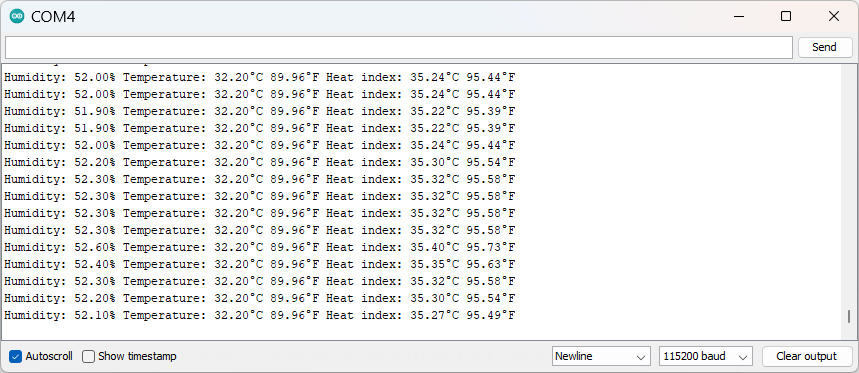 COM4
Send
Humidity: 52.00% Temperature: 32.20°C 89.96°F Heat index: 35.24°C 95.44°F
Humidity: 52.00% Temperature: 32.20°C 89.96°F Heat index: 35.24°C 95.44°F
Humidity: 51.90% Temperature: 32.20°C 89.96°F Heat index: 35.22°C 95.39°F
Humidity: 51.90% Temperature: 32.20°C 89.96°F Heat index: 35.22°C 95.39°F
Humidity: 52.00% Temperature: 32.20°C 89.96°F Heat index: 35.24°C 95.44°F
Humidity: 52.20% Temperature: 32.20°C 89.96°F Heat index: 35.30°C 95.54°F
Humidity: 52.30% Temperature: 32.20°C 89.96°F Heat index: 35.32°C 95.58°F
Humidity: 52.30% Temperature: 32.20°C 89.96°F Heat index: 35.32°C 95.58°F
Humidity: 52.30% Temperature: 32.20°C 89.96°F Heat index: 35.32°C 95.58°F
Humidity: 52.30% Temperature: 32.20°C 89.96°F Heat index: 35.32°C 95.58°F
Humidity: 52.60% Temperature: 32.20°C 89.96°F Heat index: 35.40°C 95.73°F
Humidity: 52.40% Temperature: 32.20°C 89.96°F Heat index: 35.35°C 95.63°F
Humidity: 52.30% Temperature: 32.20°C 89.96°F Heat index: 35.32°C 95.58°F
Humidity: 52.20% Temperature: 32.20°C 89.96°F Heat index: 35.30°C 95.54°F
Humidity: 52.10% Temperature: 32.20°C 89.96°F Heat index: 35.27°C 95.49°F
Autoscroll Show timestamp Newline 115200 baud Clear output